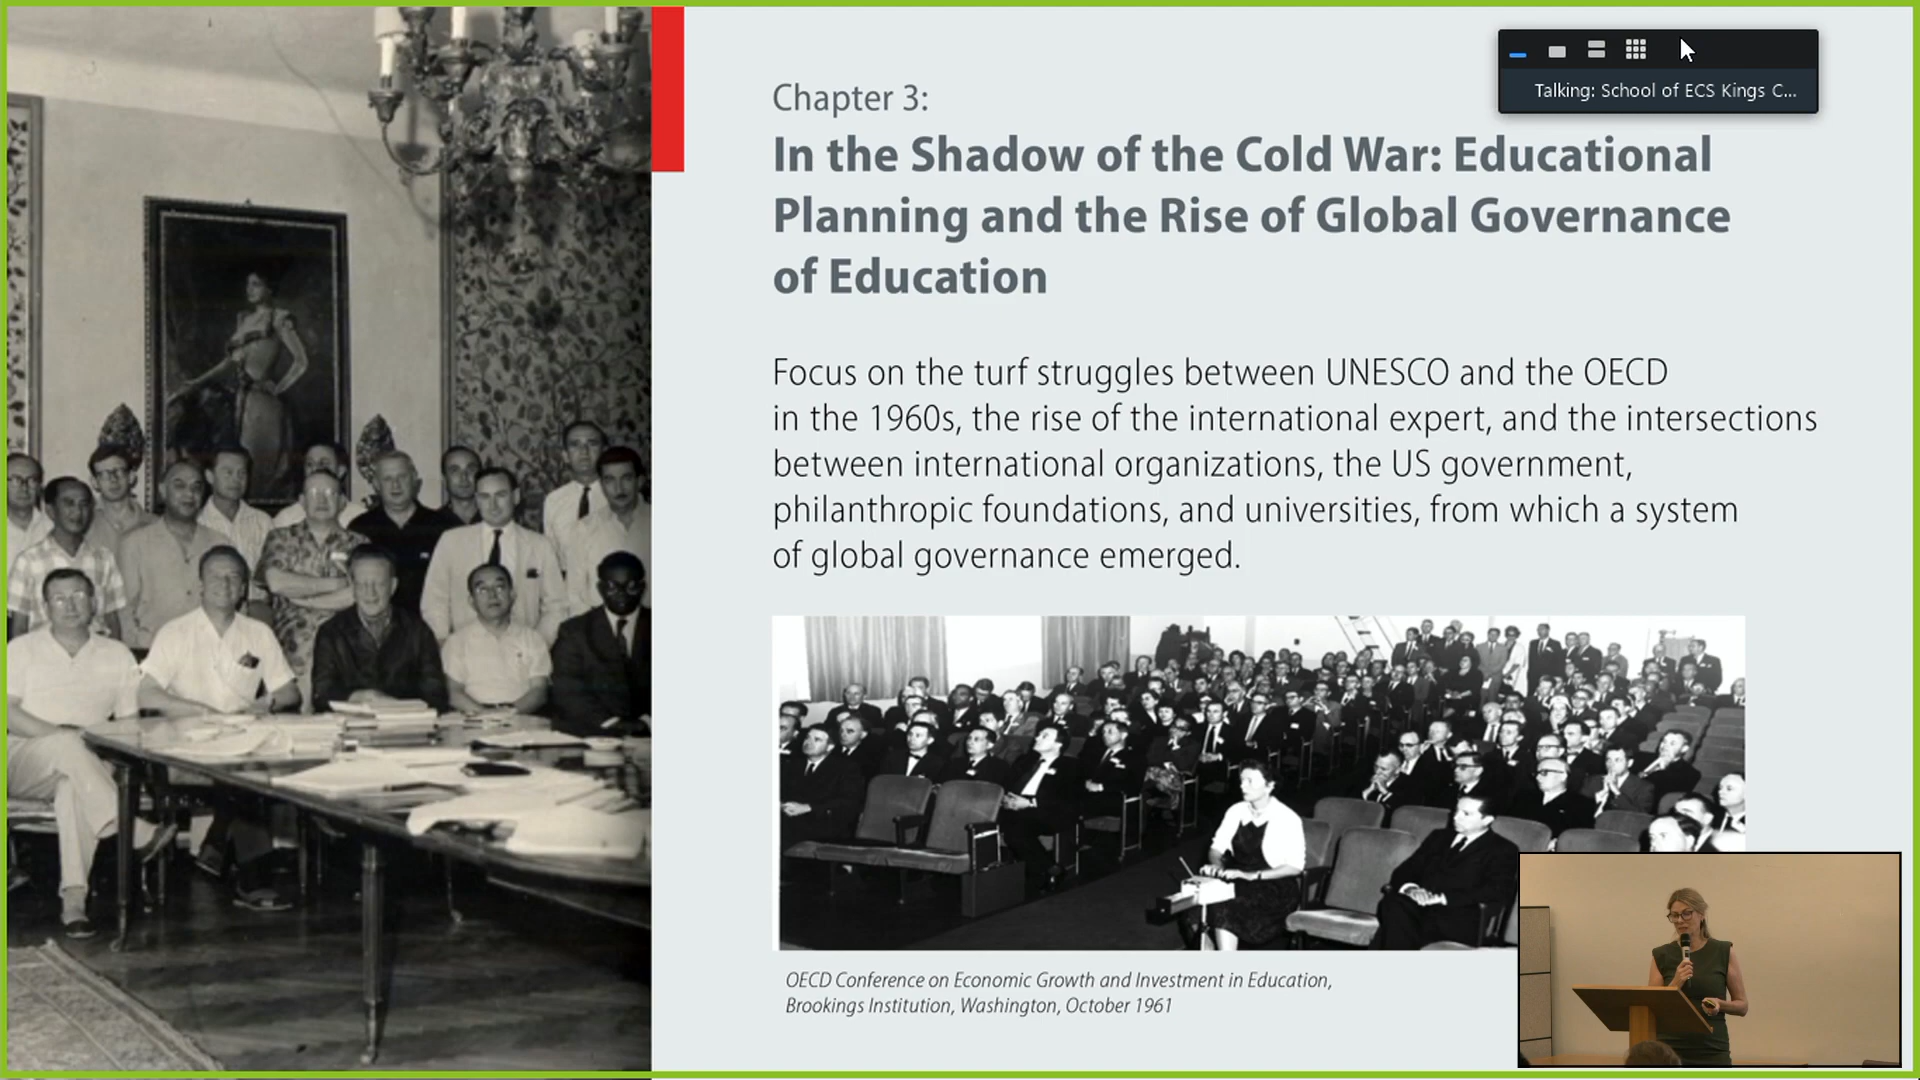 Talking: School of ECS Kings C...
Chapter 3:
In the Shadow of the Cold War: Educational
Planning and the Rise of Global Governance
of Education
Focus on the turf struggles between UNESCO and the OECD
in the 1960s, the rise of the international expert, and the intersections
between international organizations, the US government,
philanthropic foundations, and universities, from which a system
of global governance emerged.
OECD Conference on Economic Growth and Investment in Education,
Brookings Institution, Washington, October 1961